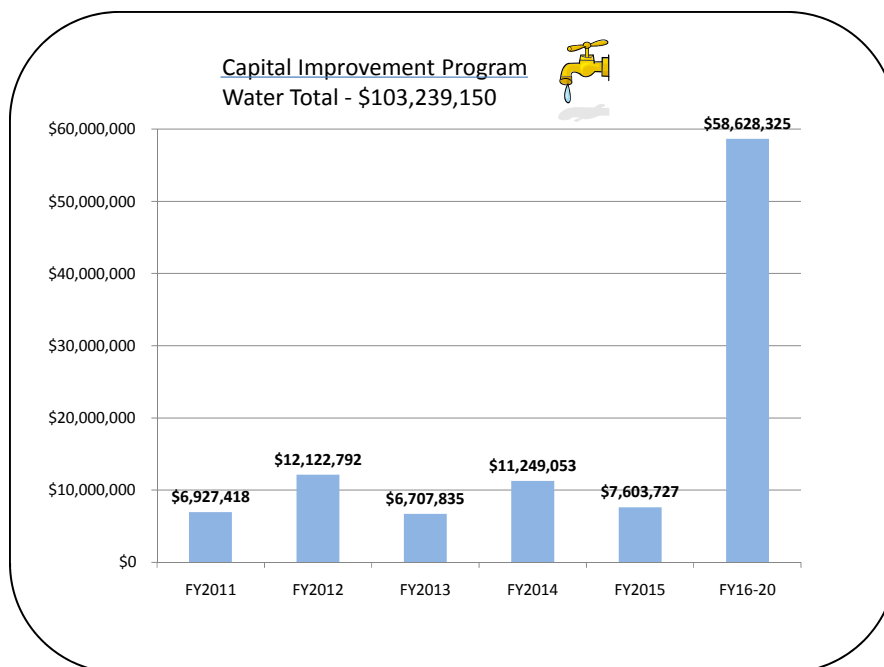 Capital Improvement Program
Water Total - $103,239,150
$60,000,000
$50,000,000
$40,000,000
$30,000,000
$20,000,000
$10,000,000
$0
$6,927,418
$12,122,792
$6,707,835
$11,249,053
$7,603,727
$58,628,325
FY2011
FY2012
FY2013
FY2014
FY2015
FY16-20